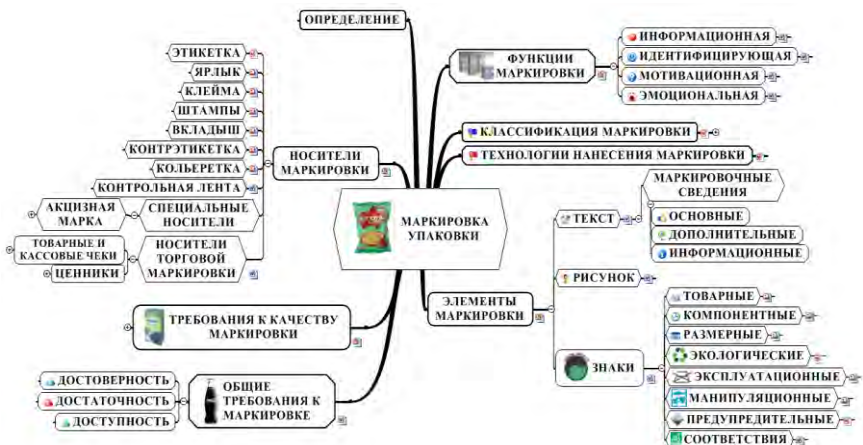 ОПРЕДЕЛЕНИЕ
ЭТИКЕТКА
ЯРЛЫК
КЛЕЙМА
ШТАМПЫ
ВКЛАДЫШ
КОНТРЭТИКЕТКА
КОЛЬЕРЕТКА
КОНТРОЛЬНАЯ ЛЕНТА
АКЦИЗНАЯ
МАРКА
СПЕЦИАЛЬНЫЕ
НОСИТЕЛИ
ТОВАРНЫЕ И
КАССОВЫЕ ЧЕКИ
ЦЕННИКИ
НОСИТЕЛИ
ТОРГОВОЙ
МАРКИРОВКИ
НОСИТЕЛИ
МАРКИРОВКИ
ТРЕБОВАНИЯ К КАЧЕСТВУ
МАРКИРОВКИ
ДОСТОВЕРНОСТЬ
ДОСТАТОЧНОСТЬ
ДОСТУПНОСТЬ
ОБЩИЕ
ТРЕБОВАНИЯ К
МАРКИРОВКЕ
МАРКИРОВКА
УПАКОВКИ
ФУНКЦИИ
МАРКИРОВКИ
ИНФОРМАЦИОННАЯ
ИДЕНТИФИЦИРУЮЩАЯ
МОТИВАЦИОННАЯ
ЭМОЦИОНАЛЬНАЯ
КЛАССИФИКАЦИЯ МАРКИРОВКИ
ТЕХНОЛОГИИ НАНЕСЕНИЯ МАРКИРОВКИ
ЭЛЕМЕНТЫ
МАРКИРОВКИ
ТЕКСТ
МАРКИРОВОЧНЫЕ
СВЕДЕНИЯ
ОСНОВНЫЕ
ДОПОЛНИТЕЛЬНЫЕ
ИНФОРМАЦИОННЫЕ
РИСУНОК
ЗНАКИ
ТОВАРНЫЕ
КОМПОНЕНТНЫЕ
РАЗМЕРНЫЕ
ЭКОЛОГИЧЕСКИЕ
ЭКСПЛУАТАЦИОННЫЕ
МАНИПУЛЯЦИОННЫЕ
ПРЕДУПРЕДИТЕЛЬНЫЕ
СООТВЕТСТВИЯ